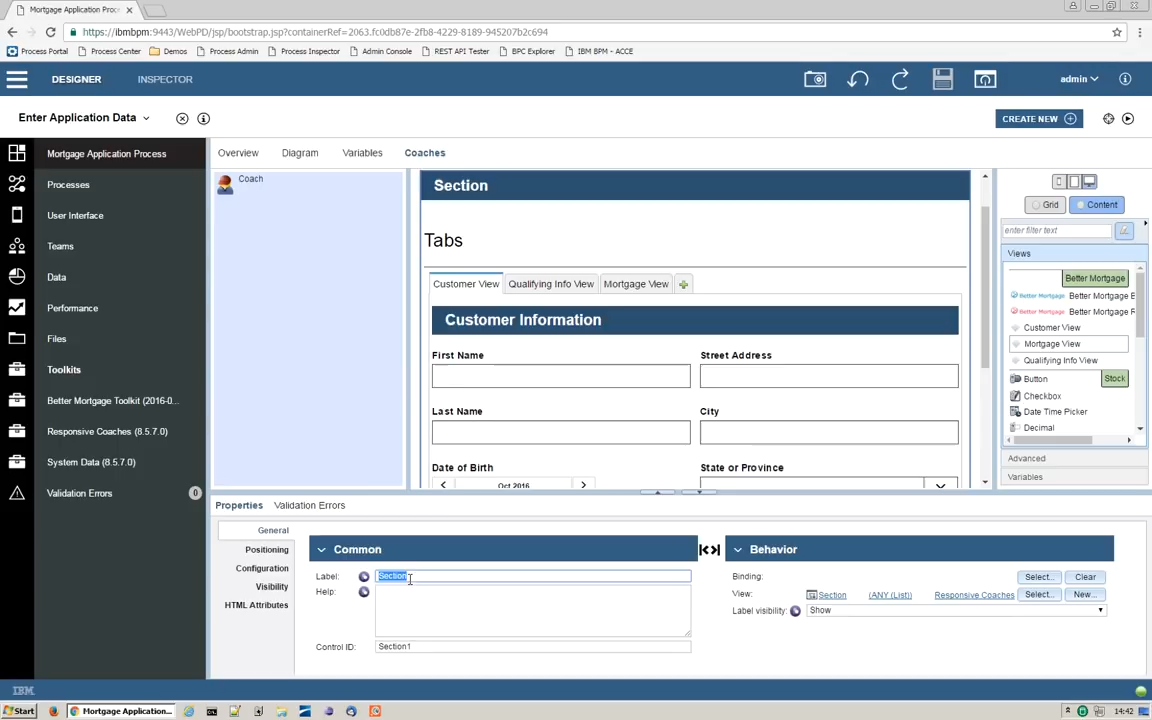 Mortgage Application Process
https://ibmbpm:9443/WebPD/jsp/bootstrap.jsp?containerRef=2063.fc0db87e-2fb8-4229-8189-945207b2c694
Process Portal
Process Center
Demos
Process Admin
Process Inspector
Admin Console
REST API Tester
BPC Explorer
IBM BPM - ACCE
DESIGNER
INSPECTOR
admin
Enter Application Data
CREATE NEW
Mortgage Application Process
Processes
User Interface
Teams
Data
Performance
Files
Toolkits
Better Mortgage Toolkit (2016-0...
Responsive Coaches (8.5.7.0)
System Data (8.5.7.0)
Validation Errors
0
Overview
Diagram
Variables
Coaches
Coach
Section
Tabs
Customer View
Qualifying Info View
Mortgage View
Customer Information
First Name
Street Address
Last Name
City
Date of Birth
State or Province
Oct 2016
Grid
Content
enter filter text
Views
Better Mortgage
Better Mortgage Better Mortgage B
Better Mortgage Better Mortgage R
Customer View
Mortgage View
Qualifying Info View
Button
Stock
Checkbox
Date Time Picker
Decimal
Advanced
Variables
Properties
Validation Errors
General
Positioning
Configuration
Visibility
HTML Attributes
Common
Label:
Section
Help:
Control ID:
Section1
Behavior
Binding:
Select...
Clear
View:
Section
(ANY (List))
Responsive Coaches
Select...
New...
Label visibility:
Show
IBM
Start
Mortgage Application...
14:42